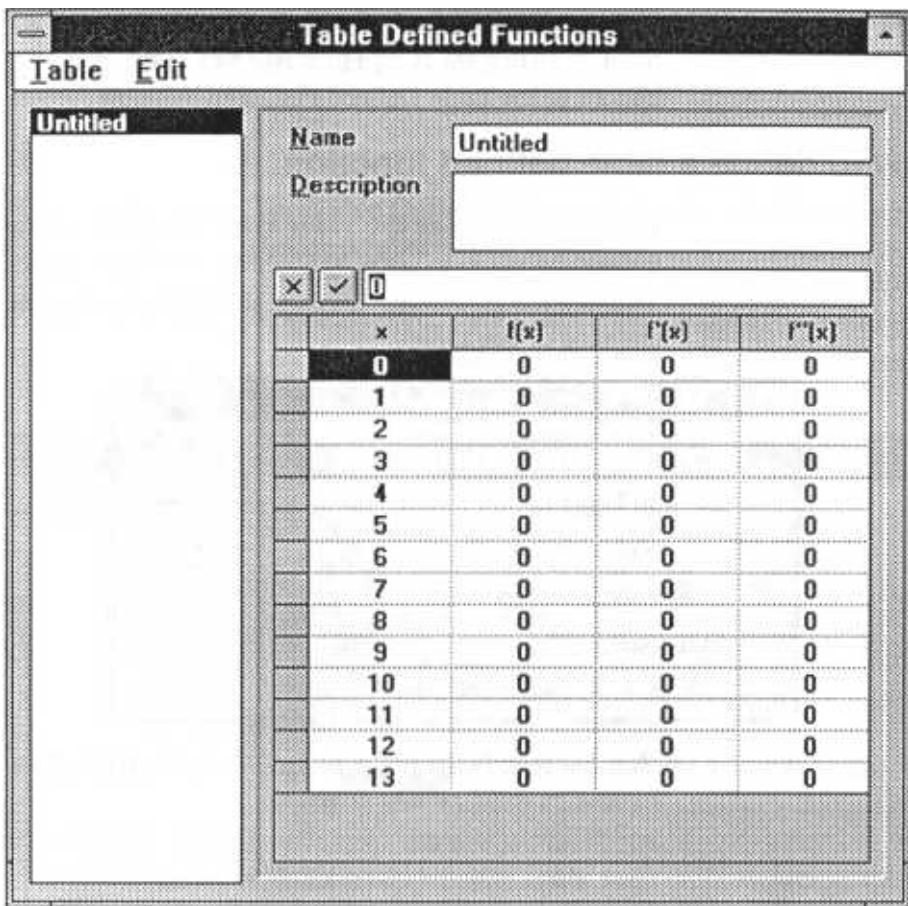 Table Defined Functions
Table Edit
Untitled
Name Untitled
Description
0
x f(x) f'(x) f''(x)
0 0 0 0
1 0 0 0
2 0 0 0
3 0 0 0
4 0 0 0
5 0 0 0
6 0 0 0
7 0 0 0
8 0 0 0
9 0 0 0
10 0 0 0
11 0 0 0
12 0 0 0
13 0 0 0